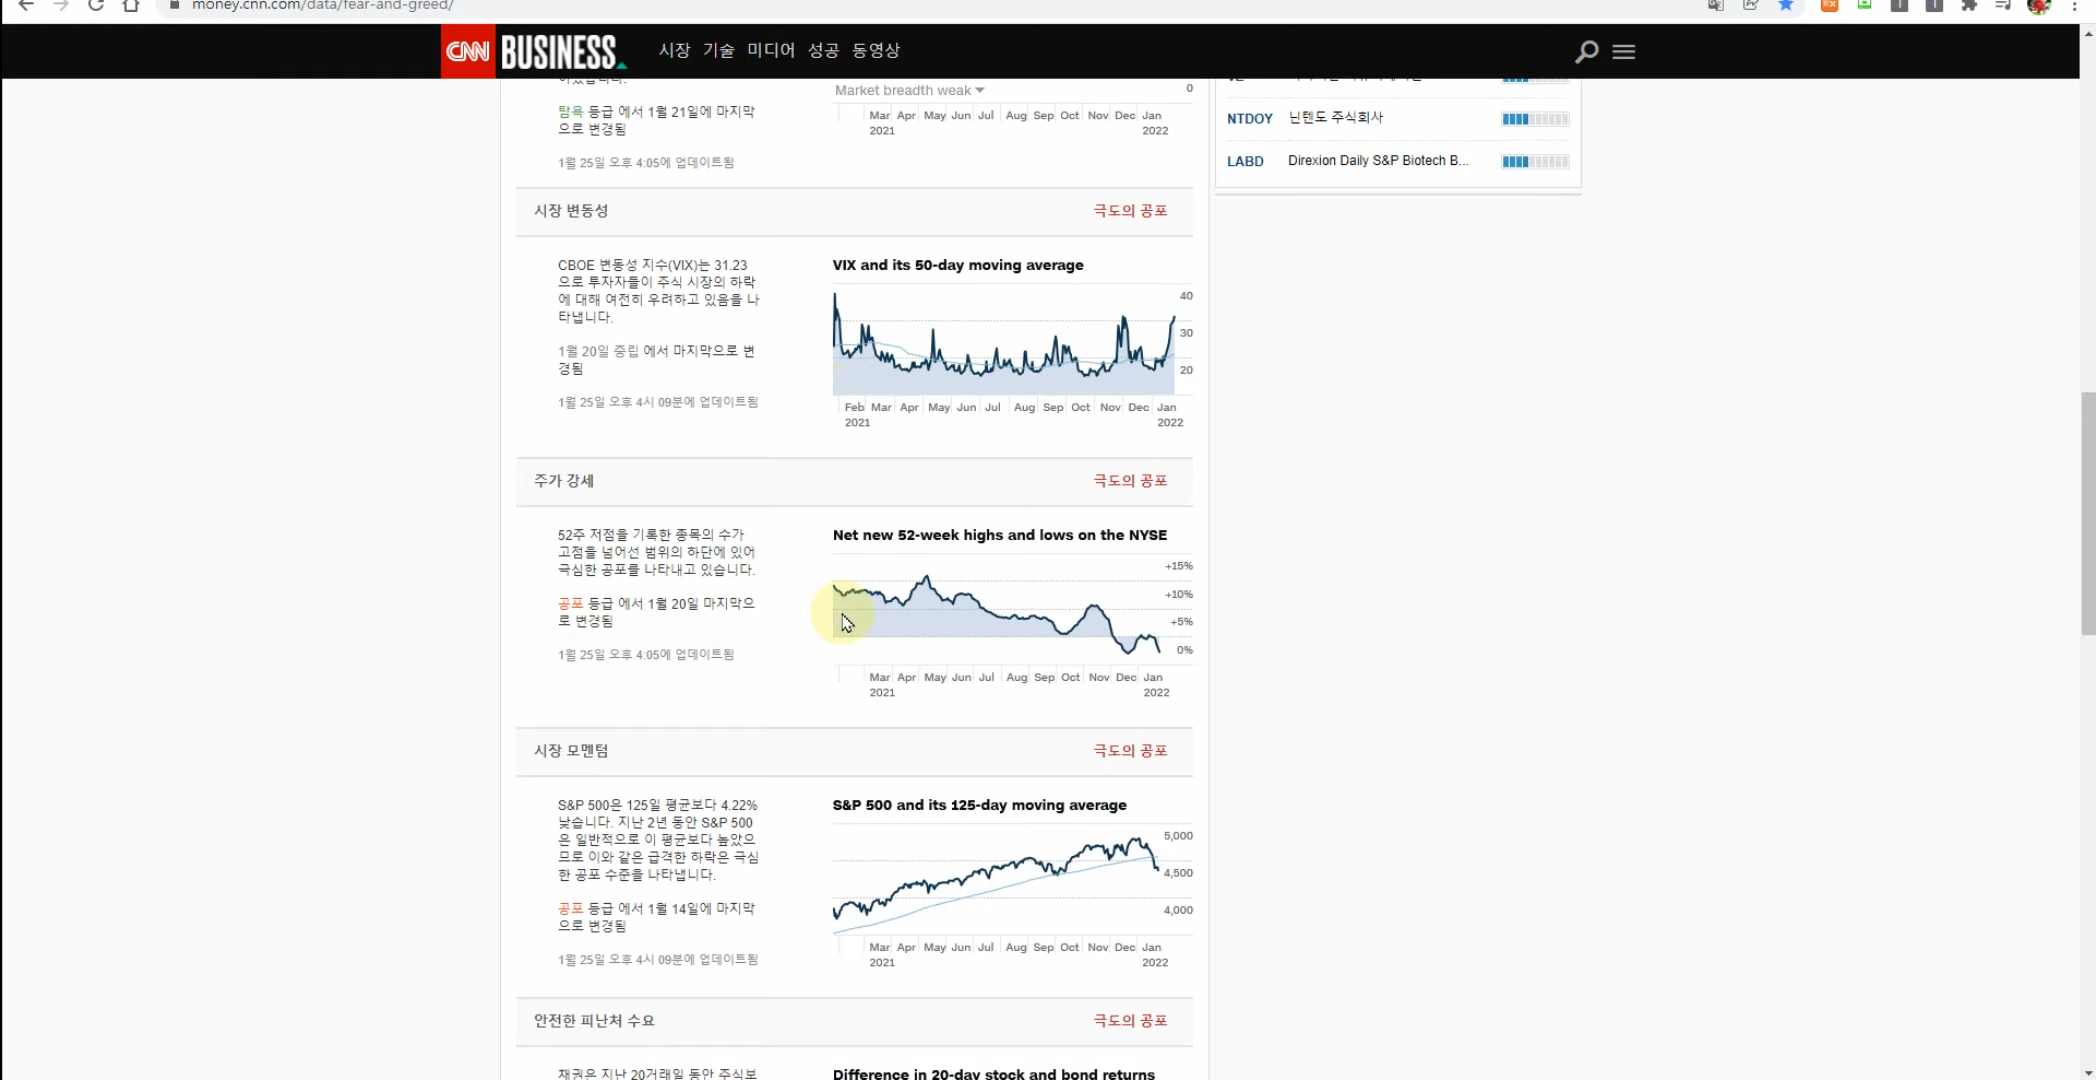 money.cnn.com/data/fear-and-greed/
CNN BUSINESS 시장 기술 미디어 성공 동영상
Market breadth weak
0
Mar Apr May Jun Jul Aug Sep Oct Nov Dec Jan
2021 2022
탐욕 등급 에서 1월 21일에 마지막
으로 변경됨
1월 25일 오후 4:05에 업데이트됨
NTDOY 닌텐도 주식회사
LABD Direxion Daily S&P Biotech B...
시장 변동성 극도의 공포
CBOE 변동성 지수(VIX)는 31.23
으로 투자자들이 주식 시장의 하락
에 대해 여전히 우려하고 있음을 나
타냅니다.
1월 20일 중립 에서 마지막으로 변
경됨
1월 25일 오후 4시 09분에 업데이트됨
VIX and its 50-day moving average
40
30
20
Feb Mar Apr May Jun Jul Aug Sep Oct Nov Dec Jan
2021 2022
주가 강세 극도의 공포
52주 저점을 기록한 종목의 수가
고점을 넘어선 범위의 하단에 있어
극심한 공포를 나타내고 있습니다.
공포 등급 에서 1월 20일 마지막으
로 변경됨
1월 25일 오후 4:05에 업데이트됨
Net new 52-week highs and lows on the NYSE
+15%
+10%
+5%
0%
Mar Apr May Jun Jul Aug Sep Oct Nov Dec Jan
2021 2022
시장 모멘텀 극도의 공포
S&P 500은 125일 평균보다 4.22%
낮습니다. 지난 2년 동안 S&P 500
은 일반적으로 이 평균보다 높았으
므로 이와 같은 급격한 하락은 극심
한 공포 수준을 나타냅니다.
공포 등급 에서 1월 14일에 마지막
으로 변경됨
1월 25일 오후 4시 09분에 업데이트됨
S&P 500 and its 125-day moving average
5,000
4,500
4,000
Mar Apr May Jun Jul Aug Sep Oct Nov Dec Jan
2021 2022
안전한 피난처 수요 극도의 공포
채권은 지난 20거래일 동안 주식보
Difference in 20-day stock and bond returns